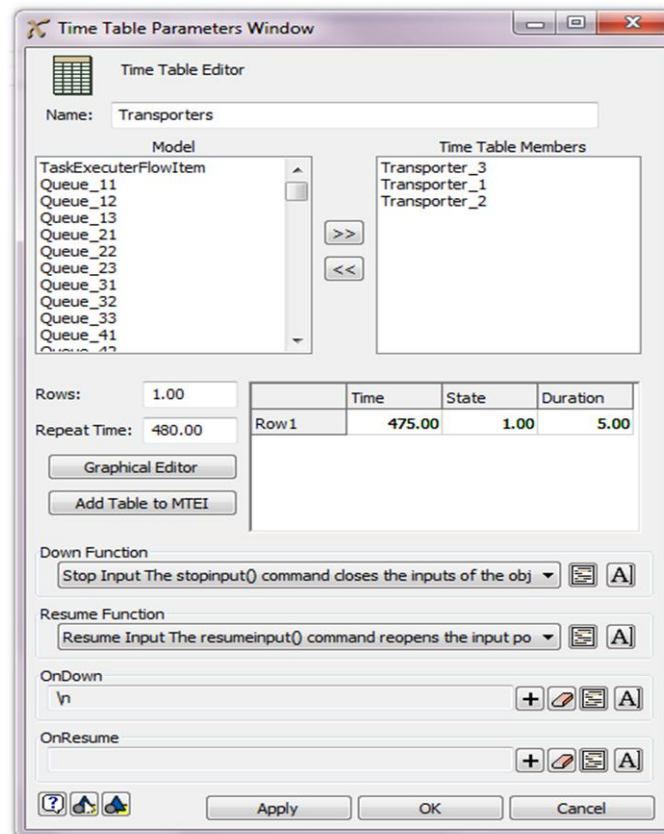 Time Table Parameters Window
Time Table Editor
Name: Transporters
Model
Time Table Members
TaskExecuterFlowItem
Queue_11
Queue_12
Queue_13
Queue_21
Queue_22
Queue_23
Queue_31
Queue_32
Queue_33
Queue_41
Transporter_3
Transporter_1
Transporter_2
>>
<<
Rows: 1.00
Repeat Time: 480.00
Graphical Editor
Add Table to MTEI
Time State Duration
Row1 475.00 1.00 5.00
Down Function
Stop Input The stopinput() command closes the inputs of the obj
Resume Function
Resume Input The resumeinput() command reopens the input po
OnDown
\n
OnResume
Apply OK Cancel